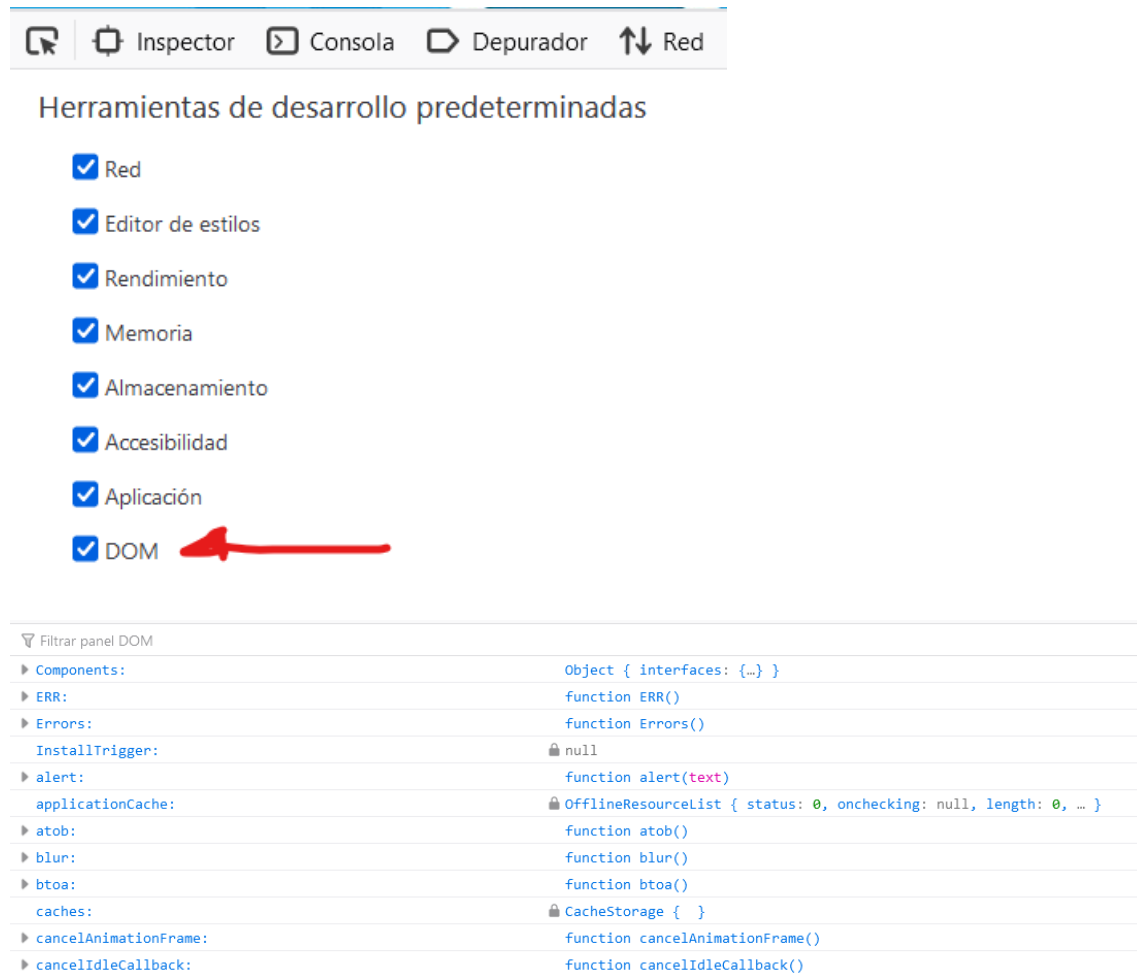 Inspector Consola Depurador Red
Herramientas de desarrollo predeterminadas
Red
Editor de estilos
Rendimiento
Memoria
Almacenamiento
Accesibilidad
Aplicación
DOM
Filtrar panel DOM
Components: Object { interfaces: {…} }
ERR: function ERR()
Errors: function Errors()
InstallTrigger: null
alert: function alert(text)
applicationCache: OfflineResourceList { status: 0, onchecking: null, length: 0, … }
atob: function atob()
blur: function blur()
btoa: function btoa()
caches: CacheStorage { }
cancelAnimationFrame: function cancelAnimationFrame()
cancelIdleCallback: function cancelIdleCallback()